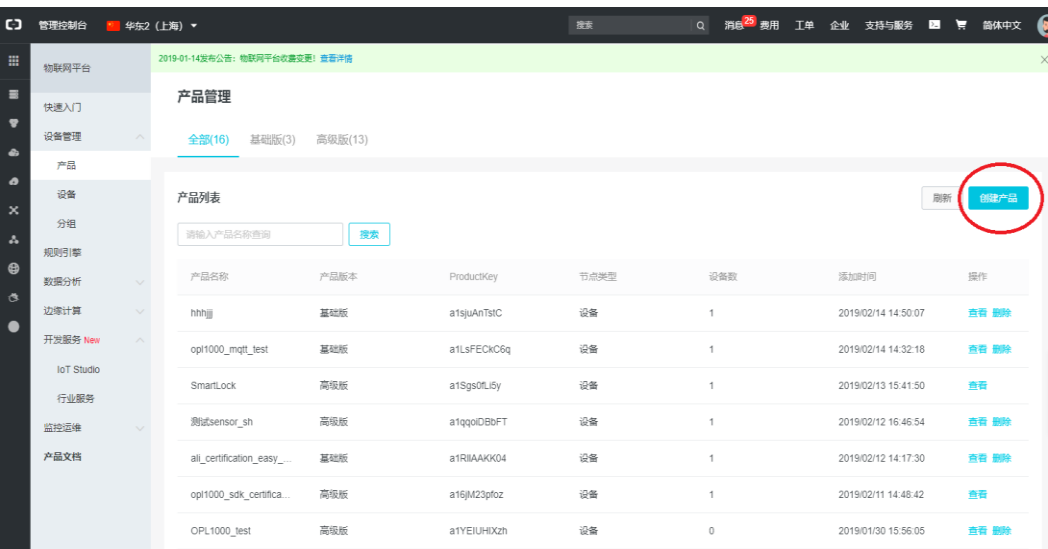 管理控制台 华东2（上海） 搜索 消息 25 费用 工单 企业 支持与服务 简体中文
物联网平台
快速入门
设备管理
产品
设备
分组
规则引擎
数据分析
边缘计算
开发服务 New
IoT Studio
行业服务
监控运维
产品文档
2019-01-14发布公告：物联网平台收费变更！查看详情
产品管理
全部(16) 基础版(3) 高级版(13)
产品列表 刷新 创建产品
请输入产品名称查询 搜索
产品名称 产品版本 ProductKey 节点类型 设备数 添加时间 操作
hhhjjj 基础版 a1sjuAnTstC 设备 1 2019/02/14 14:50:07 查看 删除
opl1000_mqtt_test 基础版 a1LsFECkC6q 设备 1 2019/02/14 14:32:18 查看 删除
SmartLock 高级版 a1Sgs0fLi5y 设备 1 2019/02/13 15:41:50 查看
测试sensor_sh 高级版 a1qqoiDBbFT 设备 1 2019/02/12 16:46:54 查看 删除
ali_certification_easy_... 基础版 a1RIlAAKK04 设备 1 2019/02/12 14:17:30 查看 删除
opl1000_sdk_certifica... 高级版 a16jM23pfoz 设备 1 2019/02/11 14:48:42 查看
OPL1000_test 高级版 a1YEIUHIXzh 设备 0 2019/01/30 15:56:05 查看 删除